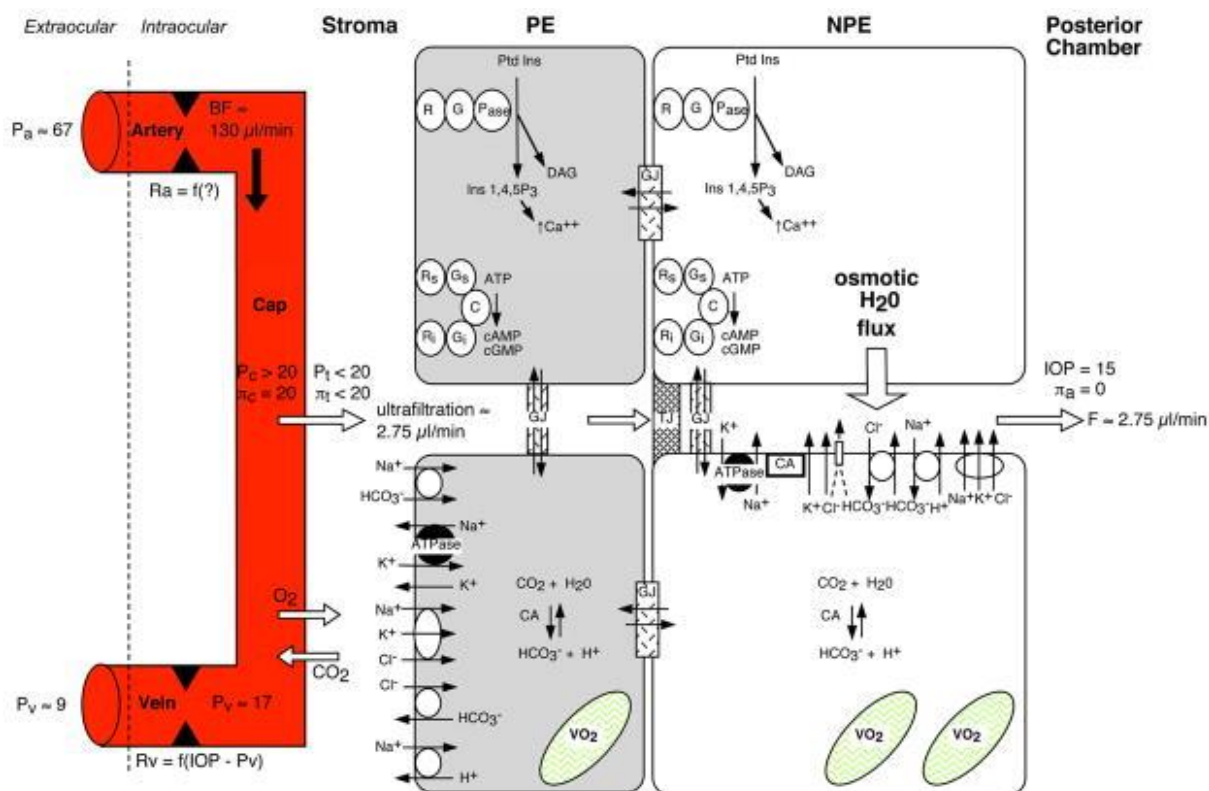 Extraocular
Intraocular
Stroma
PE
NPE
Posterior
Chamber
Pa ≈ 67
Artery
BF ≈
130 µl/min
Ra = f(?)
Cap
Pc > 20
πc = 20
Pt < 20
πt < 20
ultrafiltration ≈
2.75 µl/min
O2
CO2
Pv ≈ 9
Vein
Pv ≈ 17
Rv = f(IOP - Pv)
Ptd Ins
R
G
Pase
DAG
Ins 1,4,5P3
↑Ca++
Rs
Gs
ATP
C
Ri
Gi
cAMP
cGMP
GJ
GJ
Ptd Ins
R
G
Pase
DAG
Ins 1,4,5P3
↑Ca++
Rs
Gs
ATP
C
Ri
Gi
cAMP
cGMP
osmotic
H20
flux
TJ
GJ
IOP = 15
πa = 0
F ≈ 2.75 µl/min
Na+
HCO3-
Na+
ATPase
K+
K+
Na+
K+
Cl-
Cl-
HCO3-
Na+
H+
CO2 + H20
CA
HCO3- + H+
VO2
GJ
K+
ATPase
Na+
CA
K+
Cl-
Cl-
HCO3-
Na+
HCO3-
H+
Na+
K+
Cl-
CO2 + H20
CA
HCO3- + H+
VO2
VO2